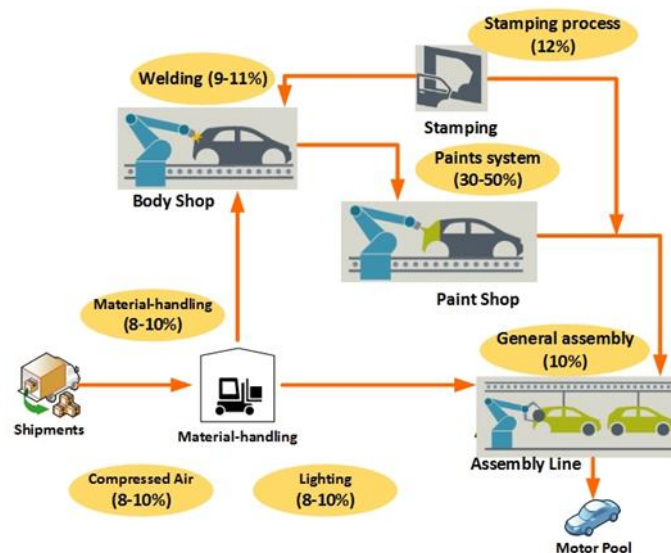 Stamping process
(12%)
Welding (9-11%)
Stamping
Paints system
(30-50%)
Body Shop
Paint Shop
Material-handling
(8-10%)
General assembly
(10%)
Shipments
Material-handling
Assembly Line
Compressed Air
(8-10%)
Lighting
(8-10%)
Motor Pool